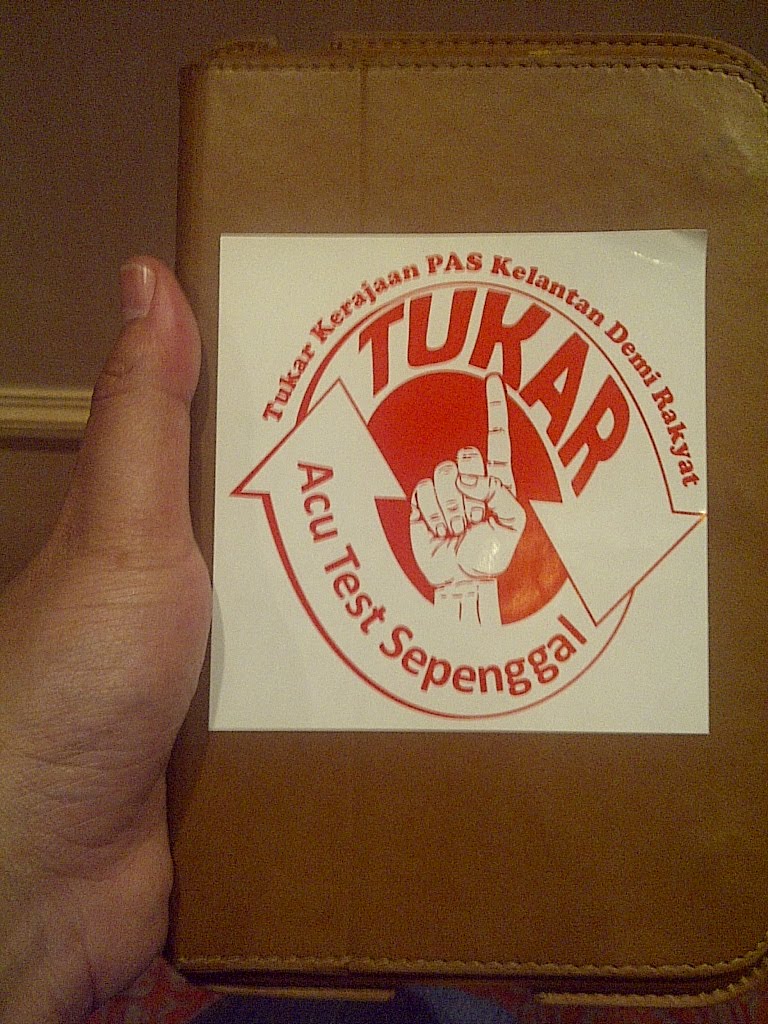 Tukar Kerajaan PAS Kelantan Demi Rakyat
TUKAR
Acu Test Sepenggal